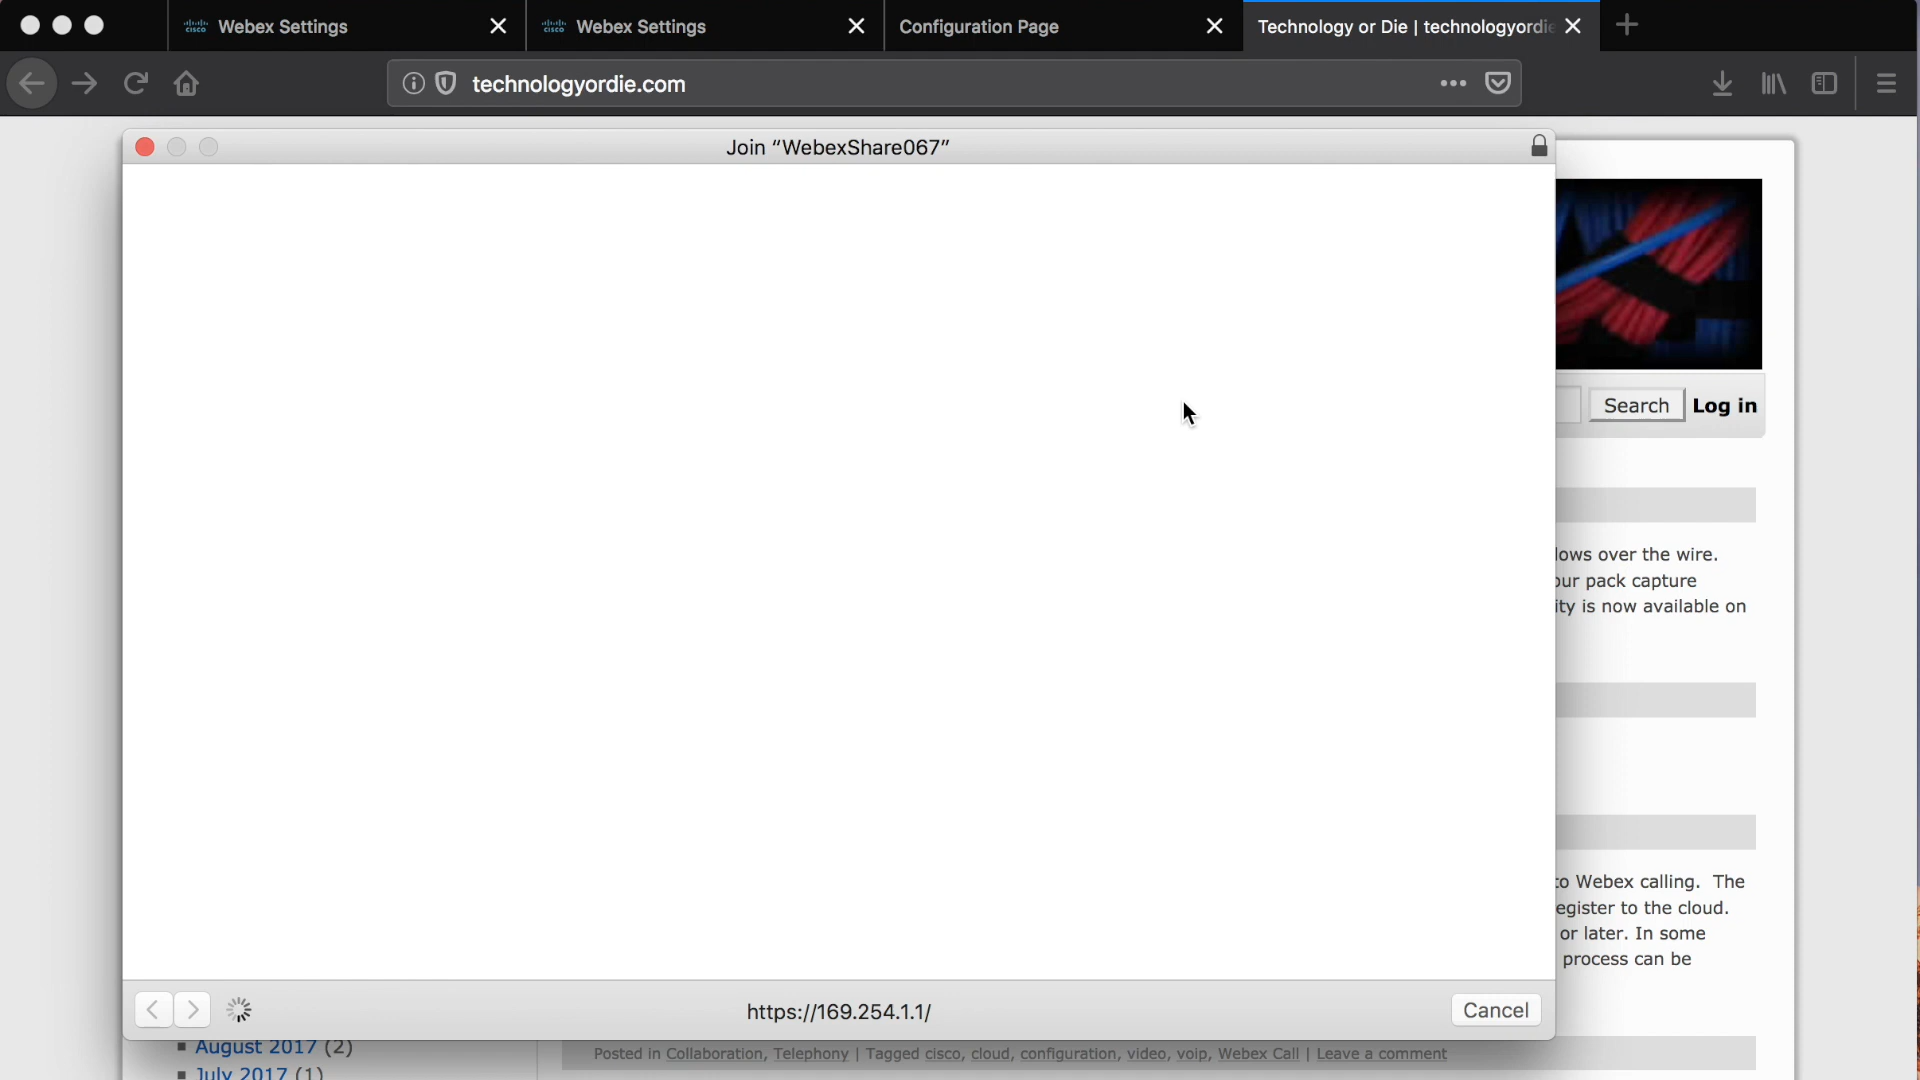 Webex Settings
Webex Settings
Configuration Page
Technology or Die | technologyordie
technologyordie.com
Join “WebexShare067”
Search
Log in
lows over the wire.
our pack capture
ity is now available on
to Webex calling. The
egister to the cloud.
or later. In some
process can be
https://169.254.1.1/
Cancel
August 2017 (2)
Posted in Collaboration, Telephony | Tagged cisco, cloud, configuration, video, voip, Webex Call | Leave a comment
July 2017 (1)